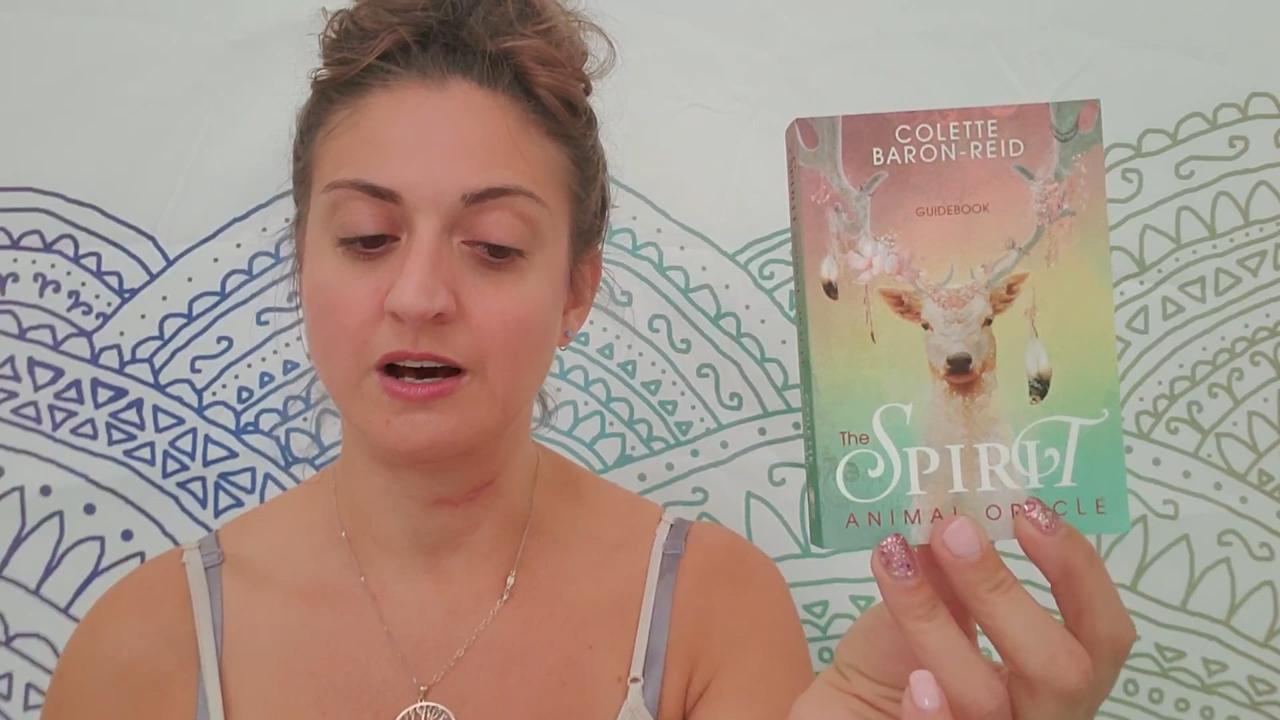 COLETTE
BARON-REID
GUIDEBOOK
The
SPIRIT
ANIMAL ORACLE